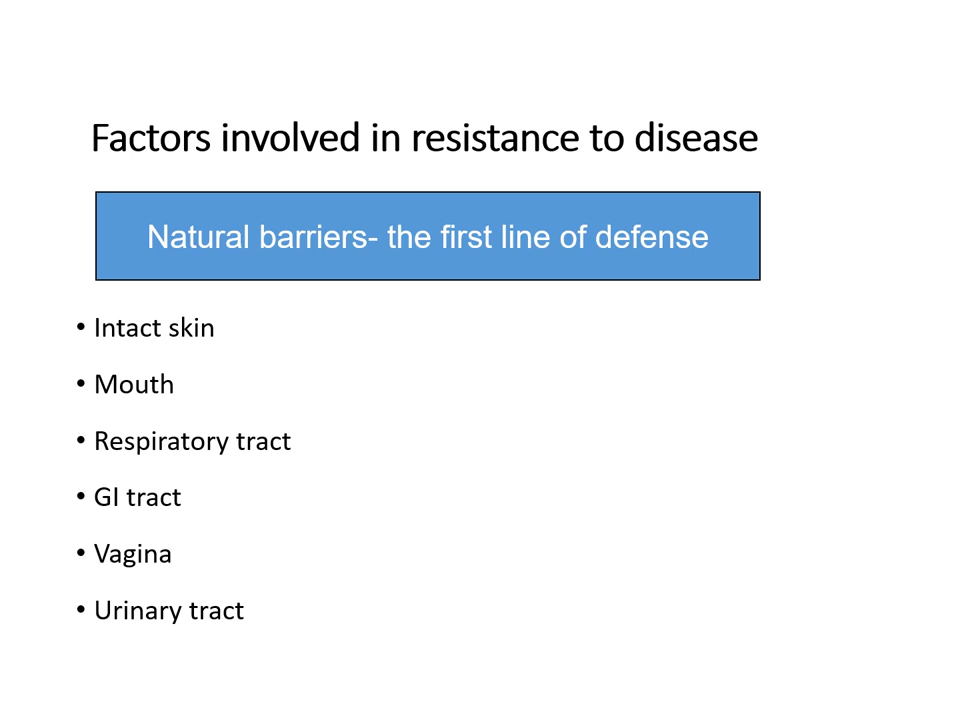 Factors involved in resistance to disease
Natural barriers- the first line of defense
• Intact skin
• Mouth
• Respiratory tract
• GI tract
• Vagina
• Urinary tract